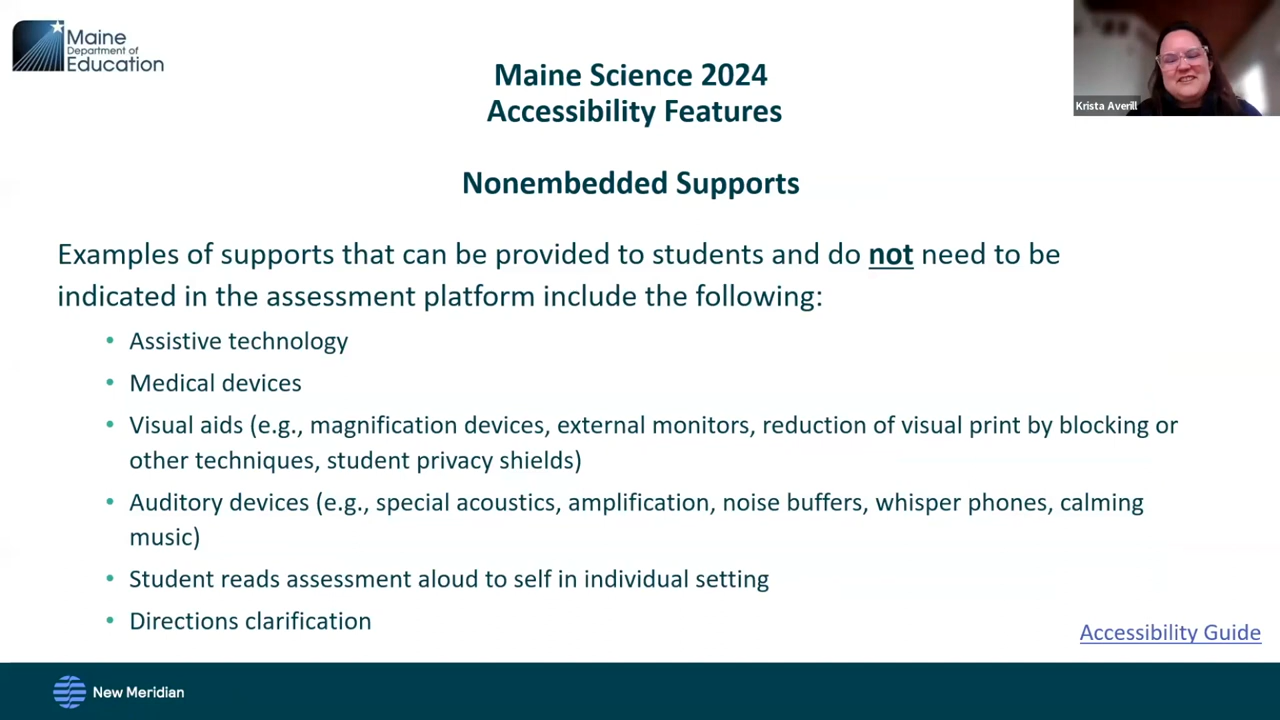 Maine
Department of
Education
Krista Averill
Maine Science 2024
Accessibility Features
Nonembedded Supports
Examples of supports that can be provided to students and do not need to be
indicated in the assessment platform include the following:
• Assistive technology
• Medical devices
• Visual aids (e.g., magnification devices, external monitors, reduction of visual print by blocking or
other techniques, student privacy shields)
• Auditory devices (e.g., special acoustics, amplification, noise buffers, whisper phones, calming
music)
• Student reads assessment aloud to self in individual setting
• Directions clarification
Accessibility Guide
New Meridian